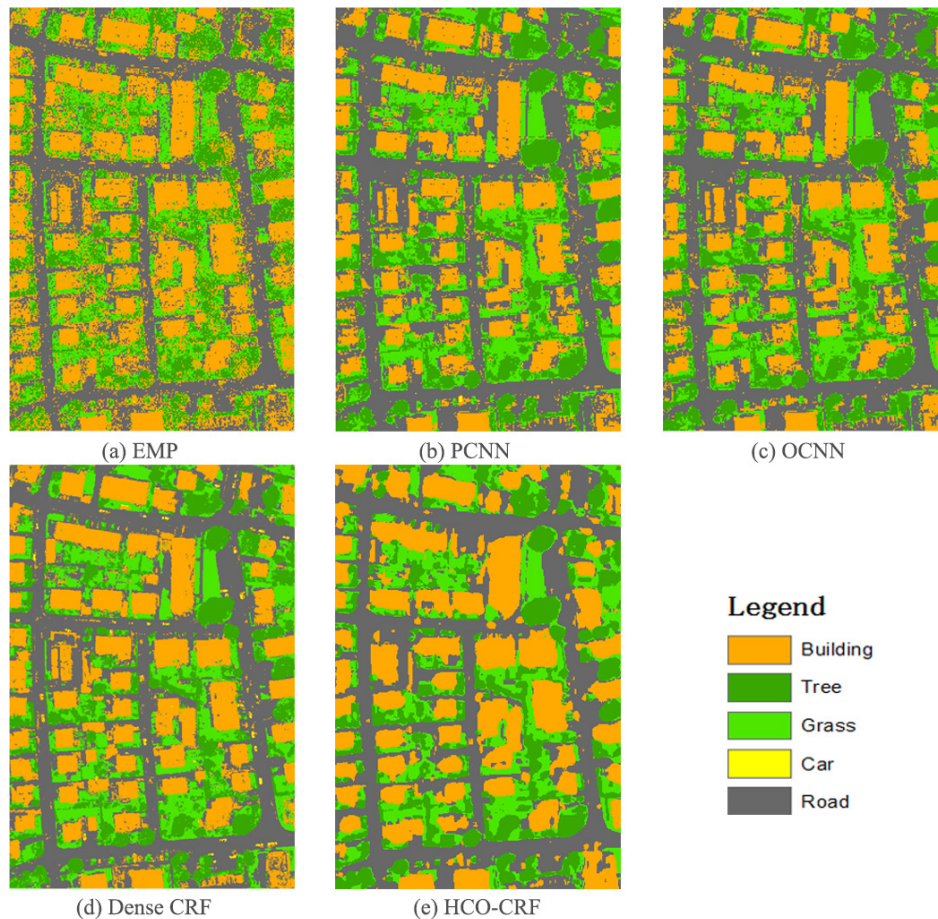 (a) EMP
(b) PCNN
(c) OCNN
(d) Dense CRF
(e) HCO-CRF
Legend
Building
Tree
Grass
Car
Road